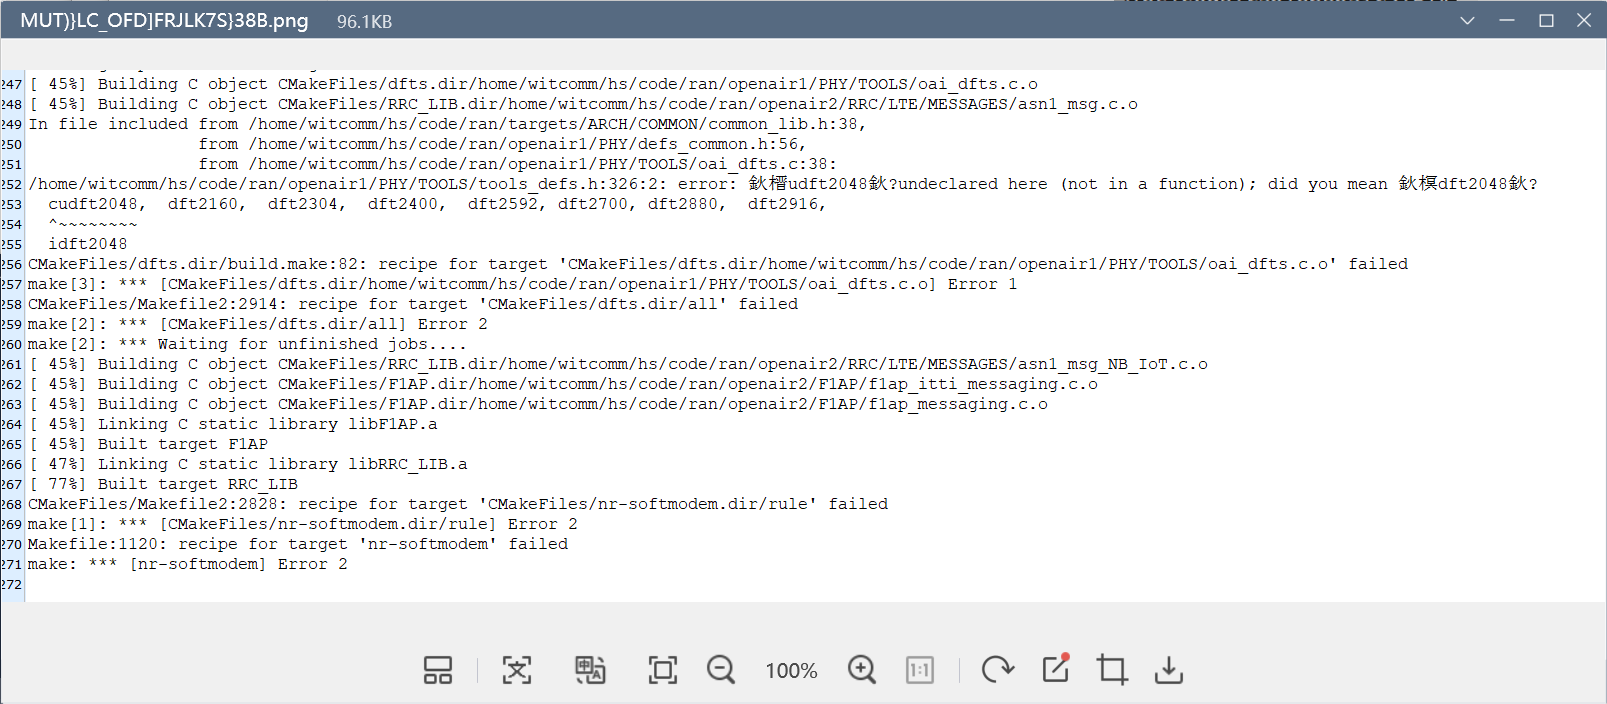 MUT)}LC_OFD]FRJLK7S}38B.png 96.1KB
247 [ 45%] Building C object CMakeFiles/dfts.dir/home/witcomm/hs/code/ran/openair1/PHY/TOOLS/oai_dfts.c.o
248 [ 45%] Building C object CMakeFiles/RRC_LIB.dir/home/witcomm/hs/code/ran/openair2/RRC/LTE/MESSAGES/asn1_msg.c.o
249 In file included from /home/witcomm/hs/code/ran/targets/ARCH/COMMON/common_lib.h:38,
250 from /home/witcomm/hs/code/ran/openair1/PHY/defs_common.h:56,
251 from /home/witcomm/hs/code/ran/openair1/PHY/TOOLS/oai_dfts.c:38:
252 /home/witcomm/hs/code/ran/openair1/PHY/TOOLS/tools_defs.h:326:2: error: 鈥榗udft2048鈥?undeclared here (not in a function); did you mean 鈥榠dft2048鈥?
253 cudft2048, dft2160, dft2304, dft2400, dft2592, dft2700, dft2880, dft2916,
254 ^~~~~~~~~
255 idft2048
256 CMakeFiles/dfts.dir/build.make:82: recipe for target 'CMakeFiles/dfts.dir/home/witcomm/hs/code/ran/openair1/PHY/TOOLS/oai_dfts.c.o' failed
257 make[3]: *** [CMakeFiles/dfts.dir/home/witcomm/hs/code/ran/openair1/PHY/TOOLS/oai_dfts.c.o] Error 1
258 CMakeFiles/Makefile2:2914: recipe for target 'CMakeFiles/dfts.dir/all' failed
259 make[2]: *** [CMakeFiles/dfts.dir/all] Error 2
260 make[2]: *** Waiting for unfinished jobs....
261 [ 45%] Building C object CMakeFiles/RRC_LIB.dir/home/witcomm/hs/code/ran/openair2/RRC/LTE/MESSAGES/asn1_msg_NB_IoT.c.o
262 [ 45%] Building C object CMakeFiles/F1AP.dir/home/witcomm/hs/code/ran/openair2/F1AP/f1ap_itti_messaging.c.o
263 [ 45%] Building C object CMakeFiles/F1AP.dir/home/witcomm/hs/code/ran/openair2/F1AP/f1ap_messaging.c.o
264 [ 45%] Linking C static library libF1AP.a
265 [ 45%] Built target F1AP
266 [ 47%] Linking C static library libRRC_LIB.a
267 [ 77%] Built target RRC_LIB
268 CMakeFiles/Makefile2:2828: recipe for target 'CMakeFiles/nr-softmodem.dir/rule' failed
269 make[1]: *** [CMakeFiles/nr-softmodem.dir/rule] Error 2
270 Makefile:1120: recipe for target 'nr-softmodem' failed
271 make: *** [nr-softmodem] Error 2
272
100% 1:1